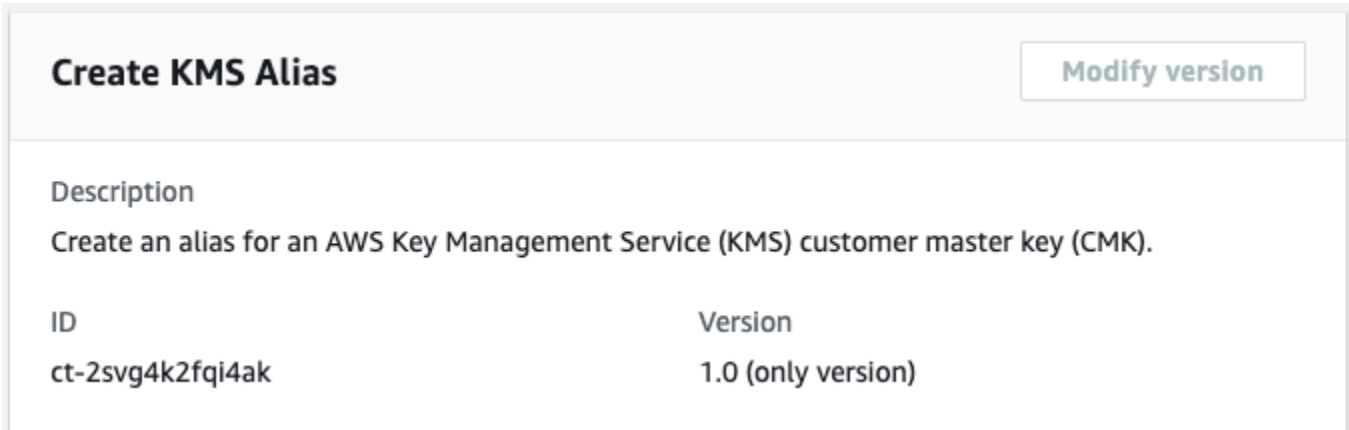 Create KMS Alias
Modify version
Description
Create an alias for an AWS Key Management Service (KMS) customer master key (CMK).
ID
Version
ct-2svg4k2fqi4ak
1.0 (only version)